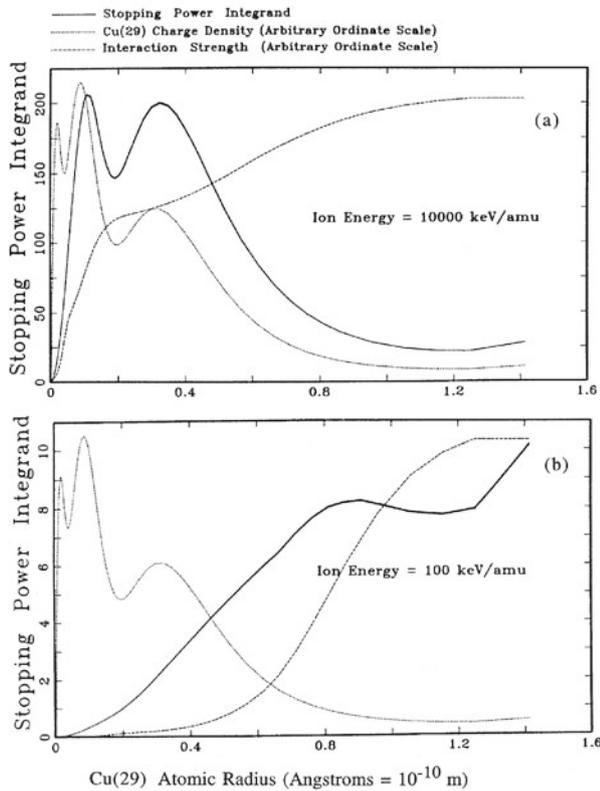 Stopping Power Integrand
Cu(29) Charge Density (Arbitrary Ordinate Scale)
Interaction Strength (Arbitrary Ordinate Scale)
Stopping Power Integrand
0 50 100 150 200
(a)
Ion Energy = 10000 keV/amu
0 0.4 0.8 1.2 1.6
Stopping Power Integrand
0 2 4 6 8 10
(b)
Ion Energy = 100 keV/amu
0 0.4 0.8 1.2 1.6
Cu(29) Atomic Radius (Angstroms = 10⁻¹⁰ m)